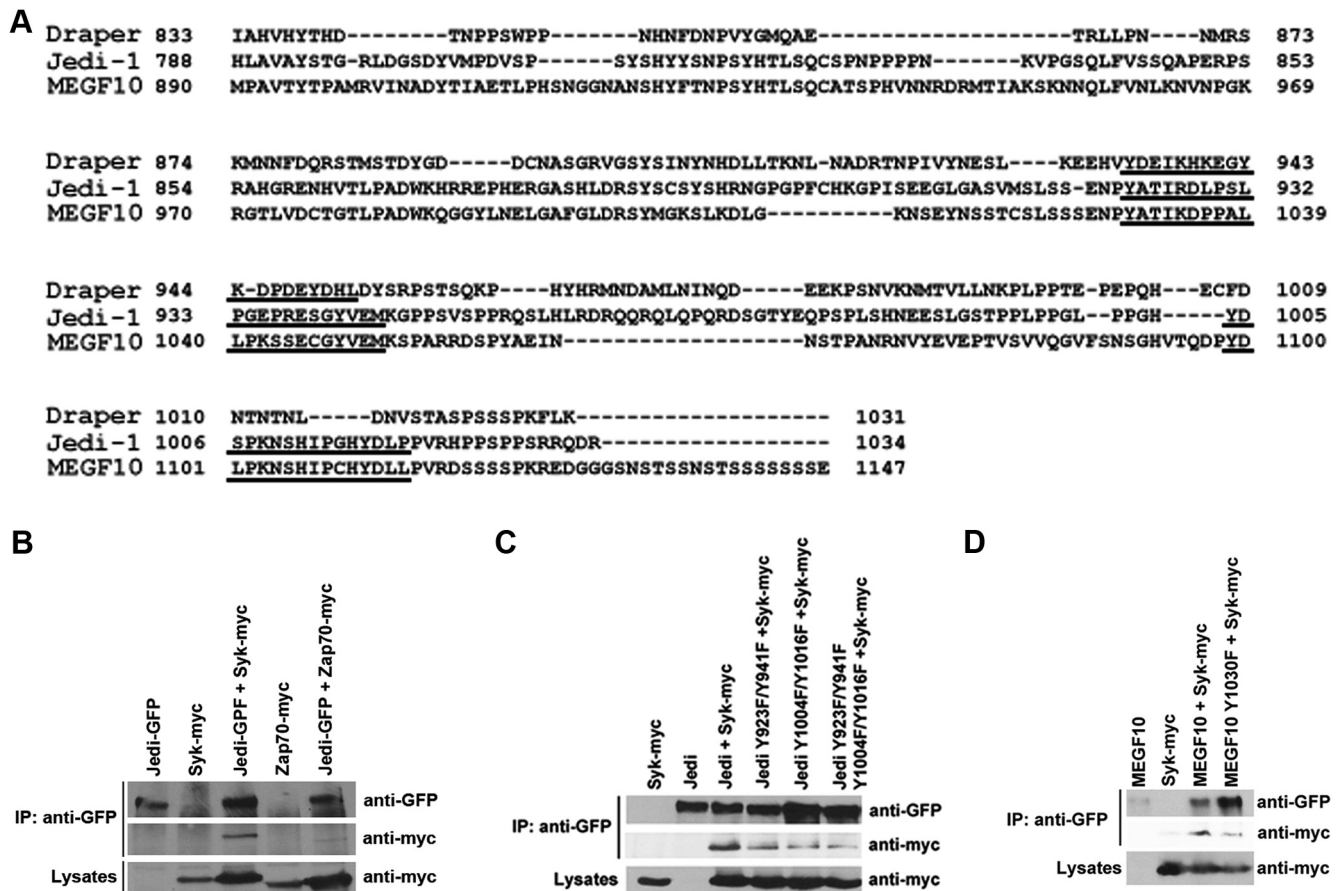 A
Draper 833 IAHVHYTHD--------TNPPSWPP-------NHNFDNPVYGMQAE------------------TRLLPN----NMRS 873
Jedi-1 788 HLAVAYSTG-RLDGSDYVMPDVSP------SYSHYYSNPSYHTLSQCSPNPPPPN-------KVPGSQLFVSSQAPERPS 853
MEGF10 890 MPAVTYTPAMRVINADYTIAETLPHSNGGNANSHYFTNPSYHTLSQCATSPHVNNRDRMTIAKSKNNQLFVNLKNVNPGK 969
Draper 874 KMNNFDQRSTMSTDYGD-----DCNASGRVGSYSINYNHDLLTKNL-NADRTNPIVYNESL----KEEHVYDEIKHKEGY 943
Jedi-1 854 RAHGRENHVTLPADWKHRREPHERGASHLDRSYSCSYSHRNGPGPFCHKGPISEEGLGASVMSLSS-ENPYATIRDLPSL 932
MEGF10 970 RGTLVDCTGTLPADWKQGGYLNELGAFGLDRSYMGKSLKDLG----------KNSEYNSSTCSLSSSENPYATIKDPPAL 1039
Draper 944 K-DPDEYDHLDYSRPSTSQKP----HYHRMNDAMLNINQD-----EEKPSNVKNMTVLLNKPLPPTE-PEPQH---ECFD 1009
Jedi-1 933 PGEPRESGYVEMKGPPSVSPPRQSLHLRDRQQRQLQPQRDSGTYEQPSPLSHNEESLGSTPPLPPGL--PPGH-----YD 1005
MEGF10 1040 LPKSSECGYVEMKSPARRDSPYAEIN-------------------NSTPANRNVYEVEPTVSVVQGVFSNSGHVTQDPYD 1100
Draper 1010 NTNTNL-----DNVSTASPSSSPKFLK-------------------- 1031
Jedi-1 1006 SPKNSHIPGHYDLPPVRHPPSPPSRRQDR------------------ 1034
MEGF10 1101 LPKNSHIPCHYDLLPVRDSSSSPKREDGGGSNSTSSNSTSSSSSSSE 1147
B
Jedi-GFP
Syk-myc
Jedi-GPF + Syk-myc
Zap70-myc
Jedi-GFP + Zap70-myc
IP: anti-GFP
anti-GFP
anti-myc
Lysates
anti-myc
C
Syk-myc
Jedi
Jedi + Syk-myc
Jedi Y923F/Y941F +Syk-myc
Jedi Y1004F/Y1016F +Syk-myc
Jedi Y923F/Y941F
Y1004F/Y1016F +Syk-myc
IP: anti-GFP
anti-GFP
anti-myc
Lysates
anti-myc
D
MEGF10
Syk-myc
MEGF10 + Syk-myc
MEGF10 Y1030F + Syk-myc
IP: anti-GFP
anti-GFP
anti-myc
Lysates
anti-myc